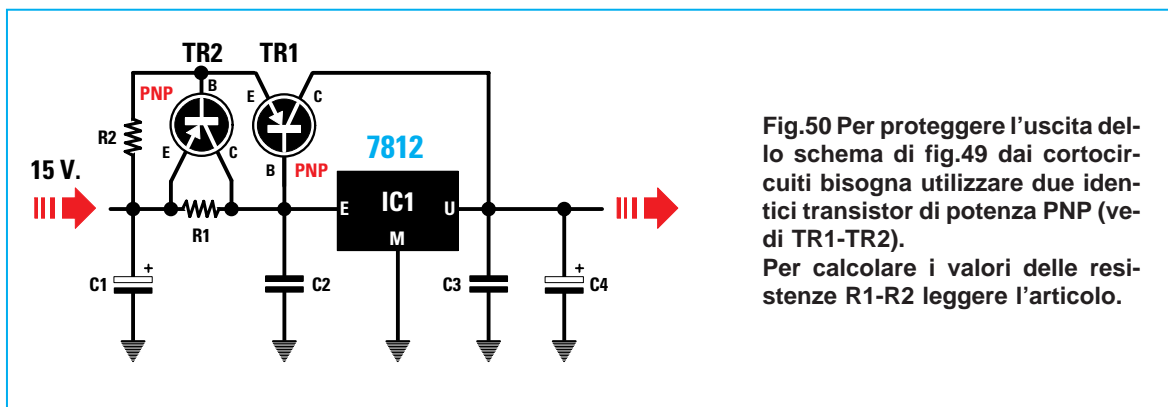 TR2 TR1
B
PNP
E C
R2
E C
7812
B PNP
15 V.
E IC1 U
R1
M
C1 + C2 C3 + C4
Fig.50 Per proteggere l'uscita del-
lo schema di fig.49 dai cortocir-
cuiti bisogna utilizzare due iden-
tici transistor di potenza PNP (ve-
di TR1-TR2).
Per calcolare i valori delle resi-
stenze R1-R2 leggere l'articolo.